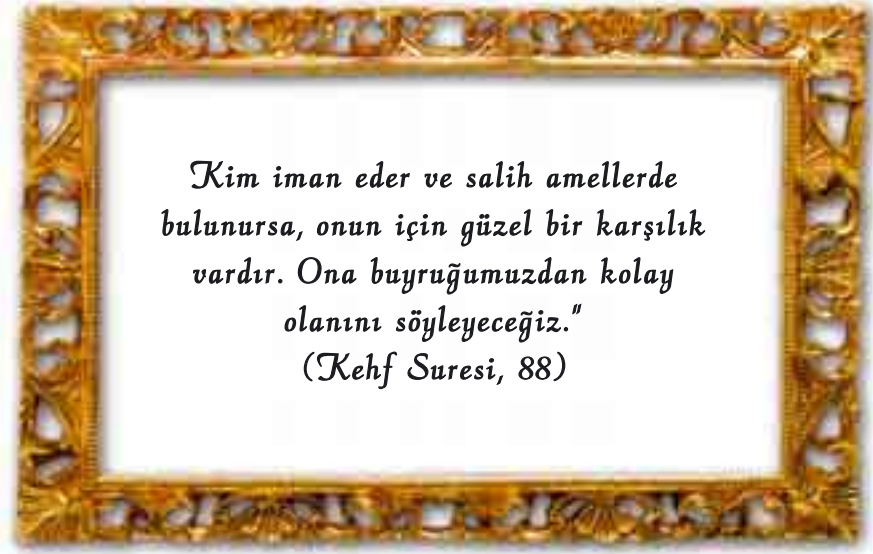 Kim iman eder ve salih amellerde
bulunursa, onun için güzel bir karşılık
vardır. Ona buyruğumuzdan kolay
olanını söyleyeceğiz."
(Kehf Suresi, 88)